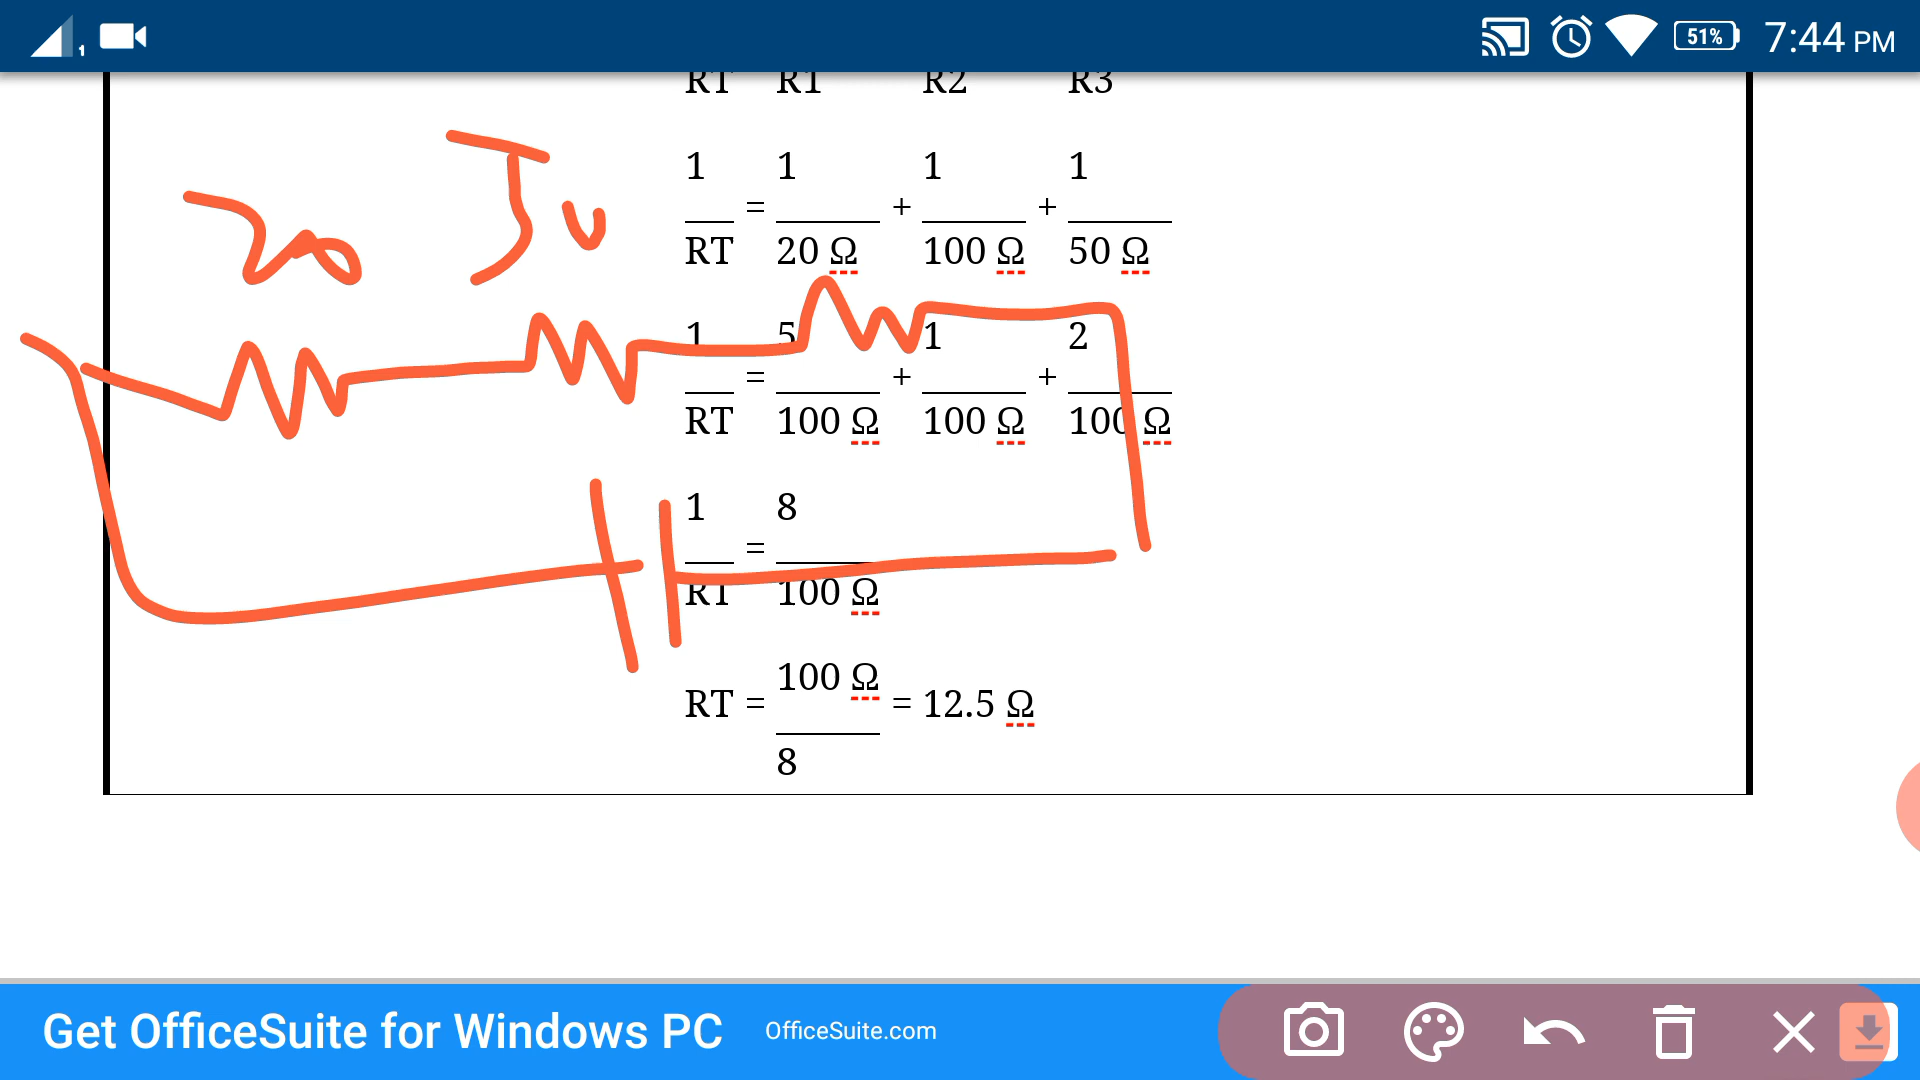 51% 7:44 PM
RT R1 R2 R3
1 1 1 1
= + +
RT 20 Ω 100 Ω 50 Ω
1 5 1 2
= + +
RT 100 Ω 100 Ω 100 Ω
1 8
=
RT 100 Ω
100 Ω
RT = = 12.5 Ω
8
Get OfficeSuite for Windows PC OfficeSuite.com